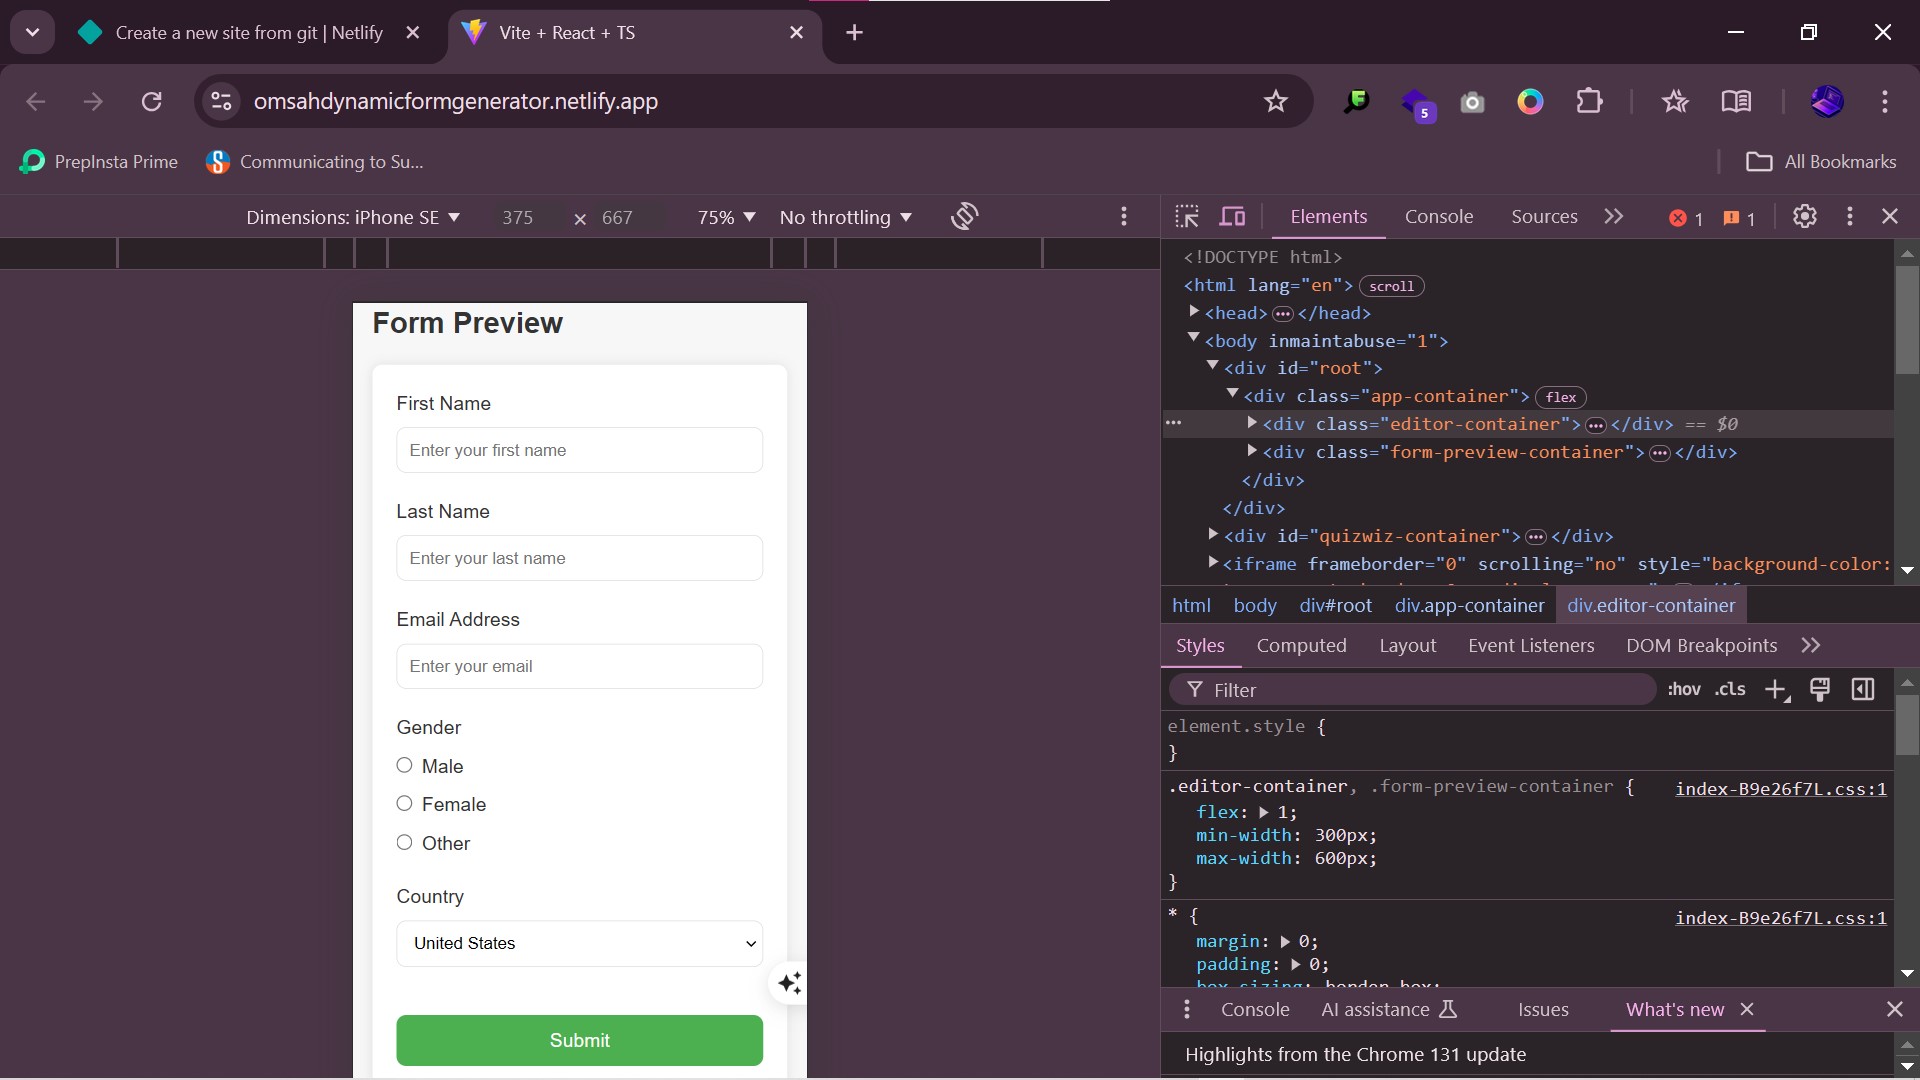 Create a new site from git | Netlify
Vite + React + TS
omsahdynamicformgenerator.netlify.app
5
PrepInsta Prime
Communicating to Su...
All Bookmarks
Dimensions: iPhone SE
375 × 667
75%
No throttling
Form Preview
First Name
Enter your first name
Last Name
Enter your last name
Email Address
Enter your email
Gender
Male
Female
Other
Country
United States
Submit
Elements Console Sources 1 1
<!DOCTYPE html>
<html lang="en"> scroll
<head> ••• </head>
<body inmaintabuse="1">
<div id="root">
<div class="app-container"> flex
••• <div class="editor-container"> ••• </div> == $0
<div class="form-preview-container"> ••• </div>
</div>
</div>
<div id="quizwiz-container"> ••• </div>
<iframe frameborder="0" scrolling="no" style="background-color:
html body div#root div.app-container div.editor-container
Styles Computed Layout Event Listeners DOM Breakpoints
Filter :hov .cls
element.style {
}
.editor-container, .form-preview-container { index-B9e26f7L.css:1
flex: 1;
min-width: 300px;
max-width: 600px;
}
* { index-B9e26f7L.css:1
margin: 0;
padding: 0;
box-sizing: border-box;
Console AI assistance Issues What's new
Highlights from the Chrome 131 update